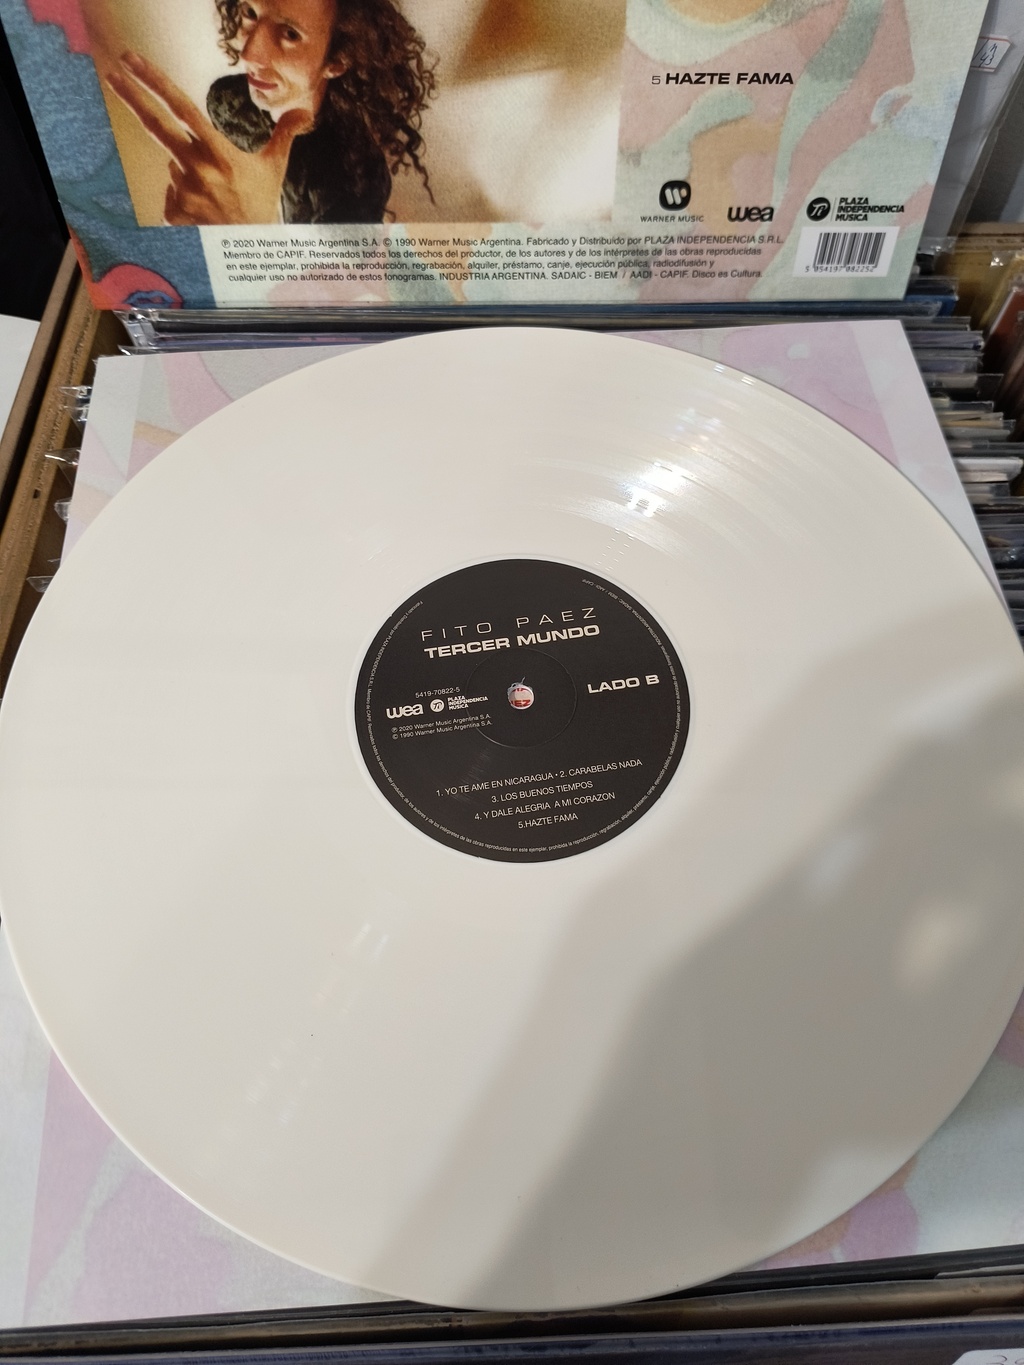 5 HAZTE FAMA
WARNER MUSIC
wea
PLAZA
INDEPENDENCIA
MUSICA
℗ 2020 Warner Music Argentina S.A. © 1990 Warner Music Argentina. Fabricado y Distribuido por PLAZA INDEPENDENCIA S.R.L.
Miembro de CAPIF. Reservados todos los derechos del productor, de los autores y de los intérpretes de las obras reproducidas
en este ejemplar, prohibida la reproducción, regrabación, alquiler, préstamo, canje, ejecución pública, radiodifusión y
cualquier uso no autorizado de estos fonogramas. INDUSTRIA ARGENTINA. SADAIC - BIEM / AADI - CAPIF. Disco es Cultura.
5 054197 082252
FITO PAEZ
TERCER MUNDO
LADO B
5419-70822-5
wea
PLAZA
INDEPENDENCIA
MUSICA
℗ 2020 Warner Music Argentina S.A.
© 1990 Warner Music Argentina S.A.
1. YO TE AME EN NICARAGUA • 2. CARABELAS NADA
3. LOS BUENOS TIEMPOS
4. Y DALE ALEGRIA A MI CORAZON
5.HAZTE FAMA